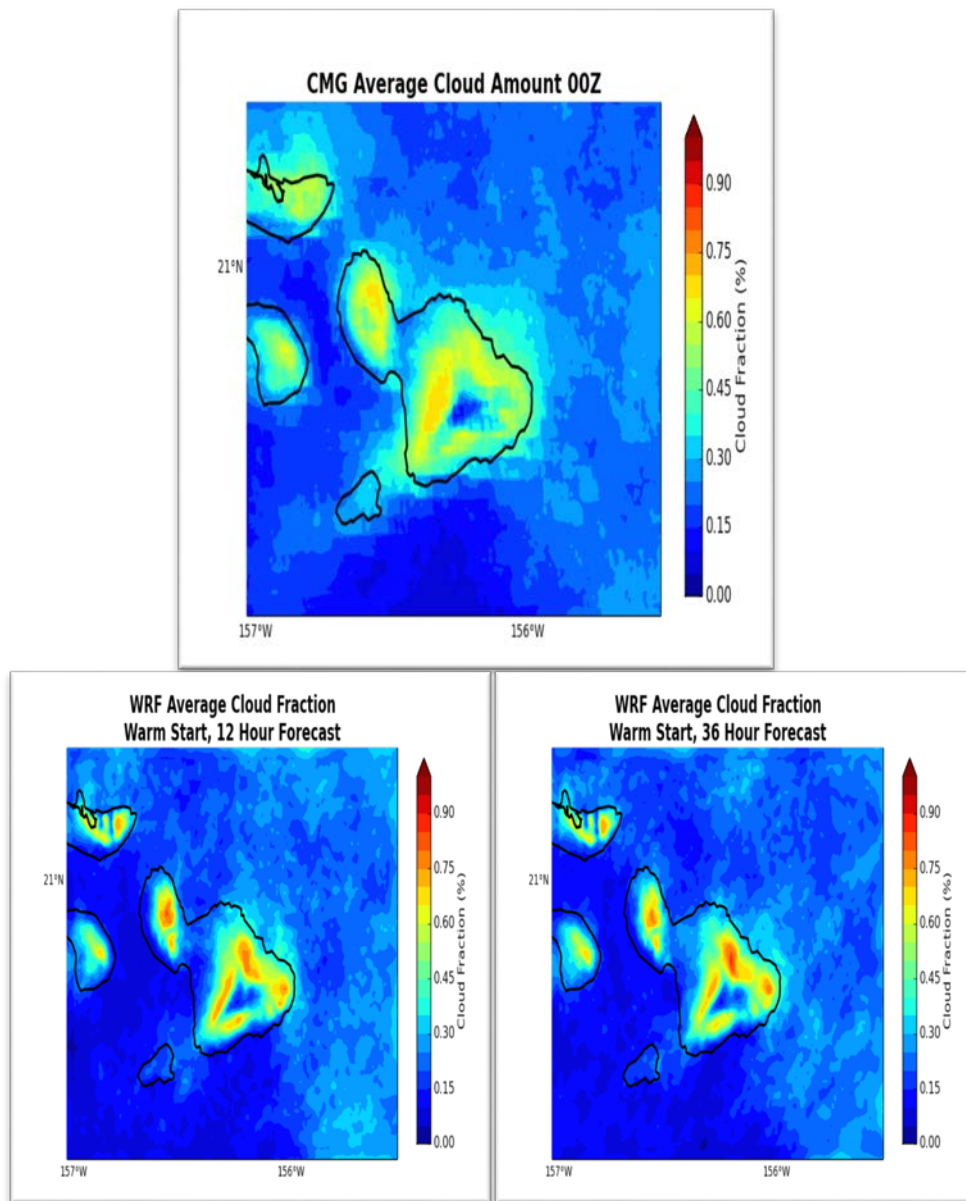 CMG Average Cloud Amount 00Z
21°N
157°W
156°W
0.90
0.75
0.60
0.45
0.30
0.15
0.00
Cloud Fraction (%)
WRF Average Cloud Fraction
Warm Start, 12 Hour Forecast
21°N
157°W
156°W
0.90
0.75
0.60
0.45
0.30
0.15
0.00
Cloud Fraction (%)
WRF Average Cloud Fraction
Warm Start, 36 Hour Forecast
21°N
157°W
156°W
0.90
0.75
0.60
0.45
0.30
0.15
0.00
Cloud Fraction (%)